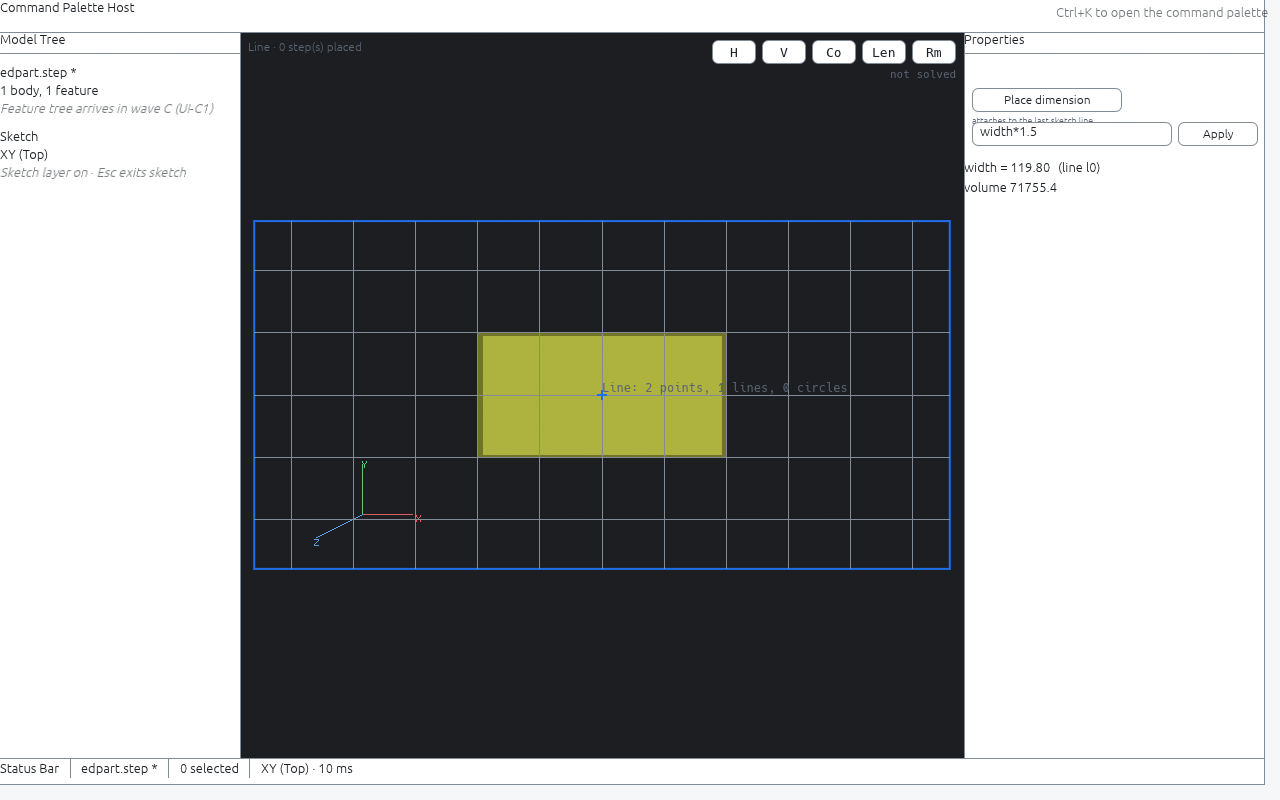 Command Palette Host
Ctrl+K to open the command palette
Model Tree
edpart.step *
1 body, 1 feature
Feature tree arrives in wave C (UI-C1)
Sketch
XY (Top)
Sketch layer on · Esc exits sketch
Line · 0 step(s) placed
H V Co Len Rm
not solved
Line: 2 points, 1 lines, 0 circles
Y
X
Z
Properties
Place dimension
attaches to the last sketch line
width*1.5
Apply
width = 119.80 (line l0)
volume 71755.4
Status Bar
edpart.step *
0 selected
XY (Top) · 10 ms